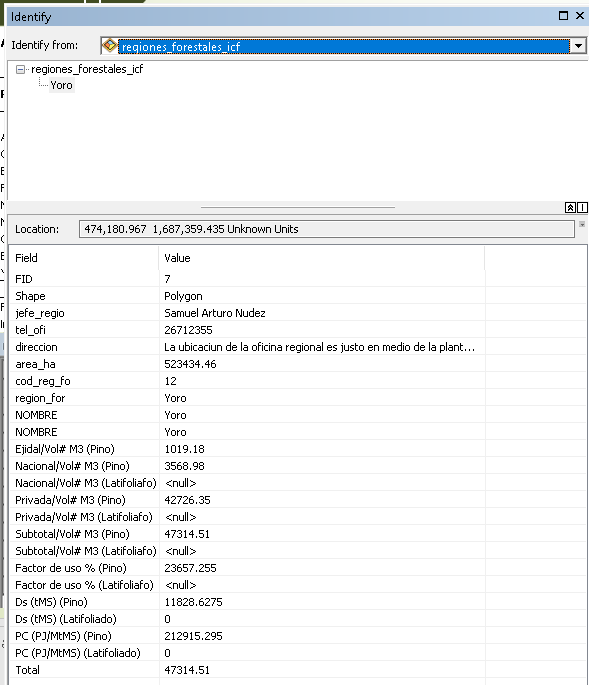 Identify
Identify from: regiones_forestales_icf
regiones_forestales_icf
Yoro
Location: 474,180.967 1,687,359.435 Unknown Units
Field Value
FID 7
Shape Polygon
jefe_regio Samuel Arturo Nudez
tel_ofi 26712355
direccion La ubicaciun de la oficina regional es justo en medio de la plant...
area_ha 523434.46
cod_reg_fo 12
region_for Yoro
NOMBRE Yoro
NOMBRE Yoro
Ejidal/Vol# M3 (Pino) 1019.18
Nacional/Vol# M3 (Pino) 3568.98
Nacional/Vol# M3 (Latifoliafo) <null>
Privada/Vol# M3 (Pino) 42726.35
Privada/Vol# M3 (Latifoliafo) <null>
Subtotal/Vol# M3 (Pino) 47314.51
Subtotal/Vol# M3 (Latifoliafo) <null>
Factor de uso % (Pino) 23657.255
Factor de uso % (Latifoliafo) <null>
Ds (tMS) (Pino) 11828.6275
Ds (tMS) (Latifoliado) 0
PC (PJ/MtMS) (Pino) 212915.295
PC (PJ/MtMS) (Latifoliado) 0
Total 47314.51